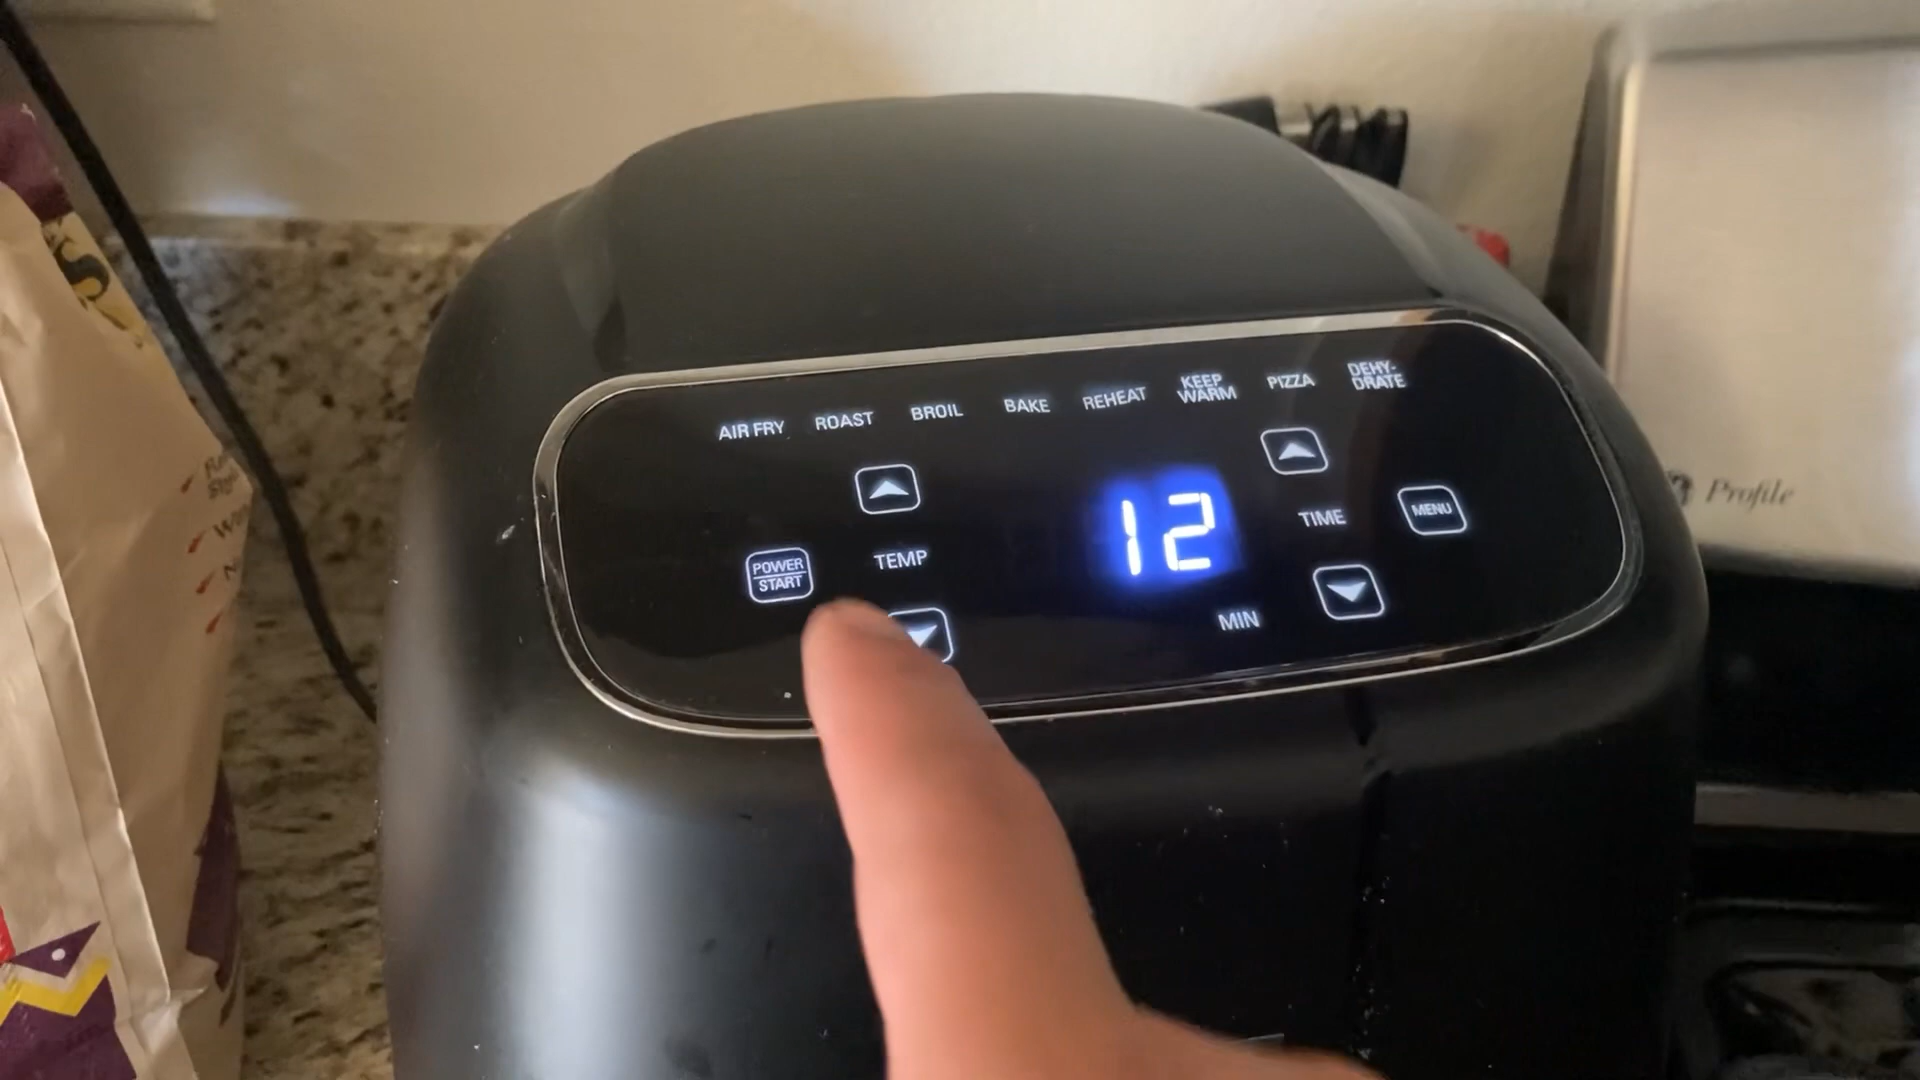 AIR FRY
ROAST
BROIL
BAKE
REHEAT
KEEP
WARM
PIZZA
DEHY-
DRATE
POWER
START
TEMP
12
MIN
TIME
MENU
Profile